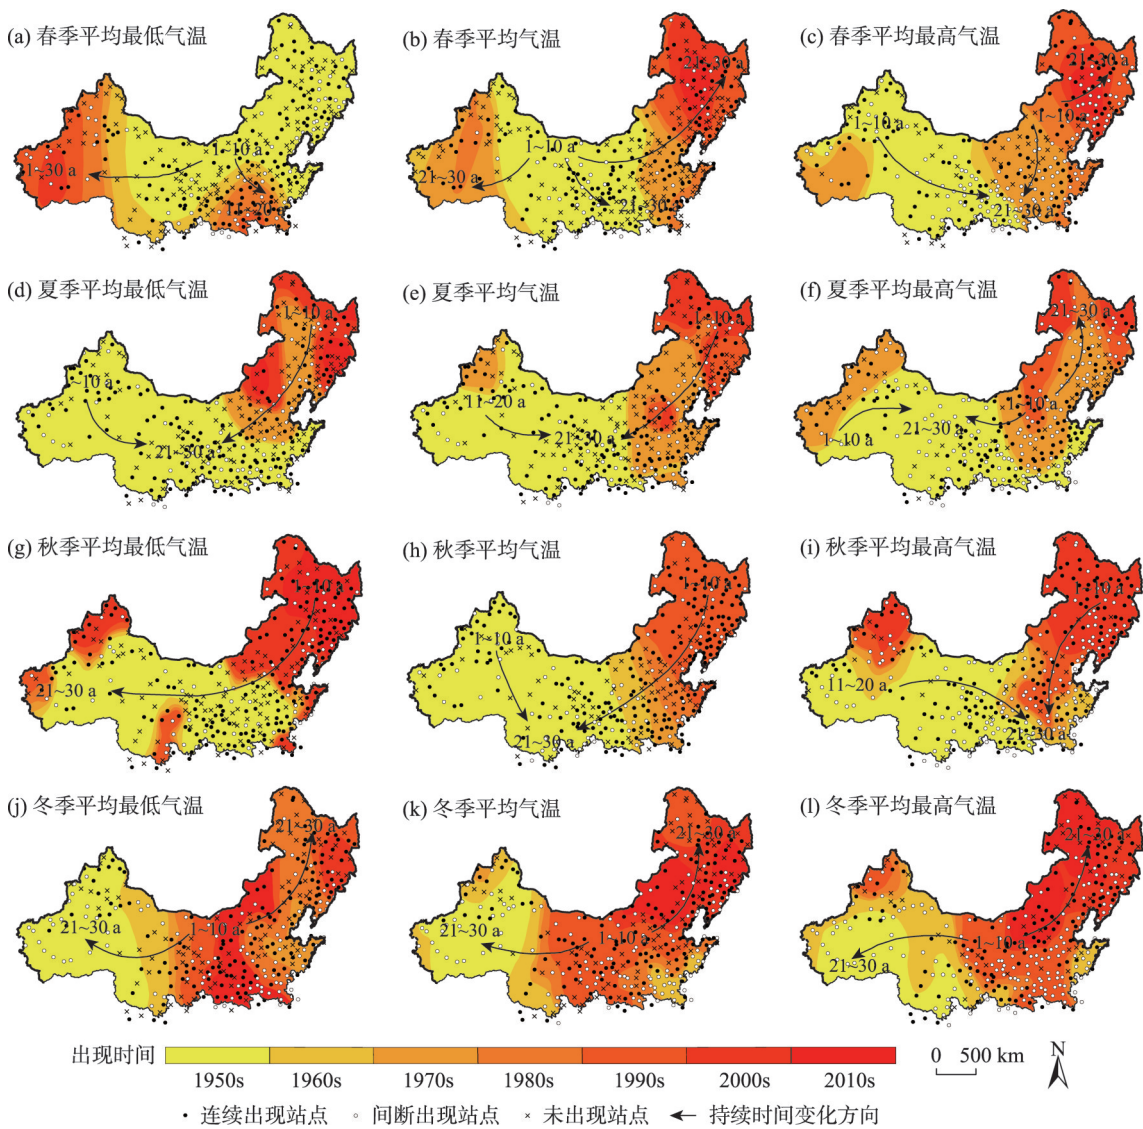 (a) 春季平均最低气温
1~30 a
1~10 a
1~20 a
(b) 春季平均气温
21~30 a
1~10 a
21~30 a
21~30 a
(c) 春季平均最高气温
21~30 a
1~10 a
1~10 a
21~30 a
(d) 夏季平均最低气温
1~10 a
~10 a
21~30 a
(e) 夏季平均气温
1~10 a
11~20 a
21~30 a
(f) 夏季平均最高气温
21~30 a
1~10 a
21~30 a
1~10 a
(g) 秋季平均最低气温
1~10 a
21~30 a
(h) 秋季平均气温
1~10 a
1~10 a
21~30 a
(i) 秋季平均最高气温
1~10 a
11~20 a
21~30 a
(j) 冬季平均最低气温
21~30 a
21~30 a
1~10 a
(k) 冬季平均气温
21~30 a
21~30 a
1~10 a
(l) 冬季平均最高气温
21~30 a
1~10 a
21~30 a
出现时间
1950s 1960s 1970s 1980s 1990s 2000s 2010s
0 500 km
N
连续出现站点 间断出现站点 未出现站点 持续时间变化方向